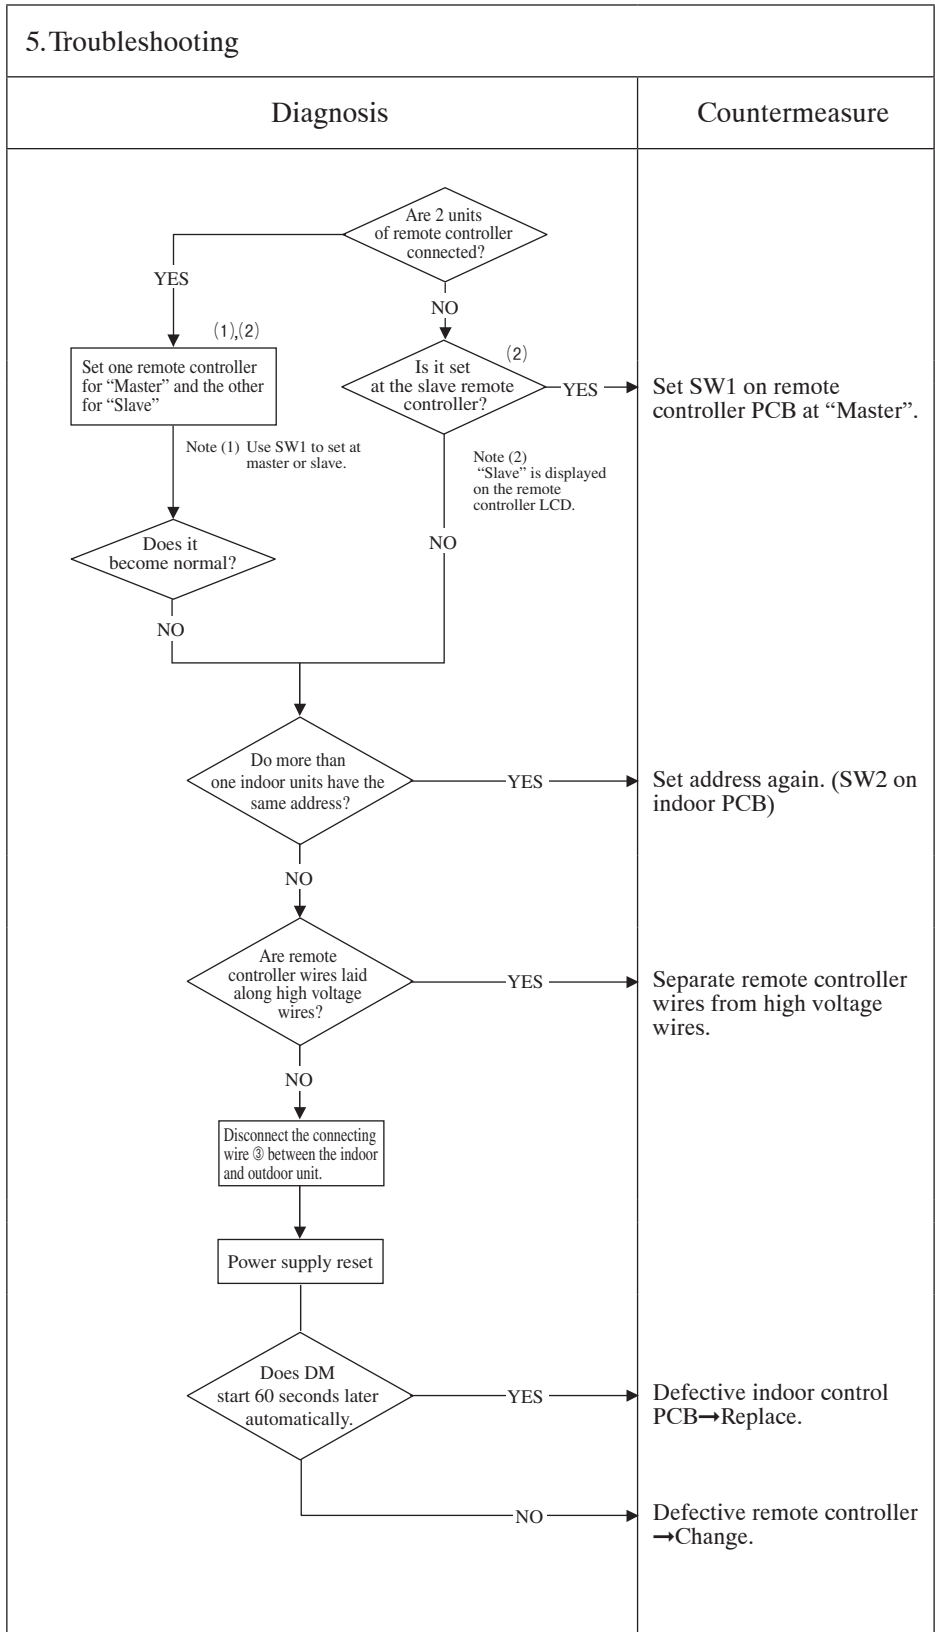 5.Troubleshooting
Diagnosis
Countermeasure
Are 2 units
of remote controller
connected?
YES
NO
(1),(2)
Set one remote controller
for “Master” and the other
for “Slave”
(2)
Is it set
at the slave remote
controller?
YES
Set SW1 on remote
controller PCB at “Master”.
Note (1) Use SW1 to set at
master or slave.
Note (2)
“Slave” is displayed
on the remote
controller LCD.
Does it
become normal?
NO
NO
Do more than
one indoor units have the
same address?
YES
Set address again. (SW2 on
indoor PCB)
NO
Are remote
controller wires laid
along high voltage
wires?
YES
Separate remote controller
wires from high voltage
wires.
NO
Disconnect the connecting
wire ③ between the indoor
and outdoor unit.
Power supply reset
Does DM
start 60 seconds later
automatically.
YES
Defective indoor control
PCB→Replace.
NO
Defective remote controller
→Change.